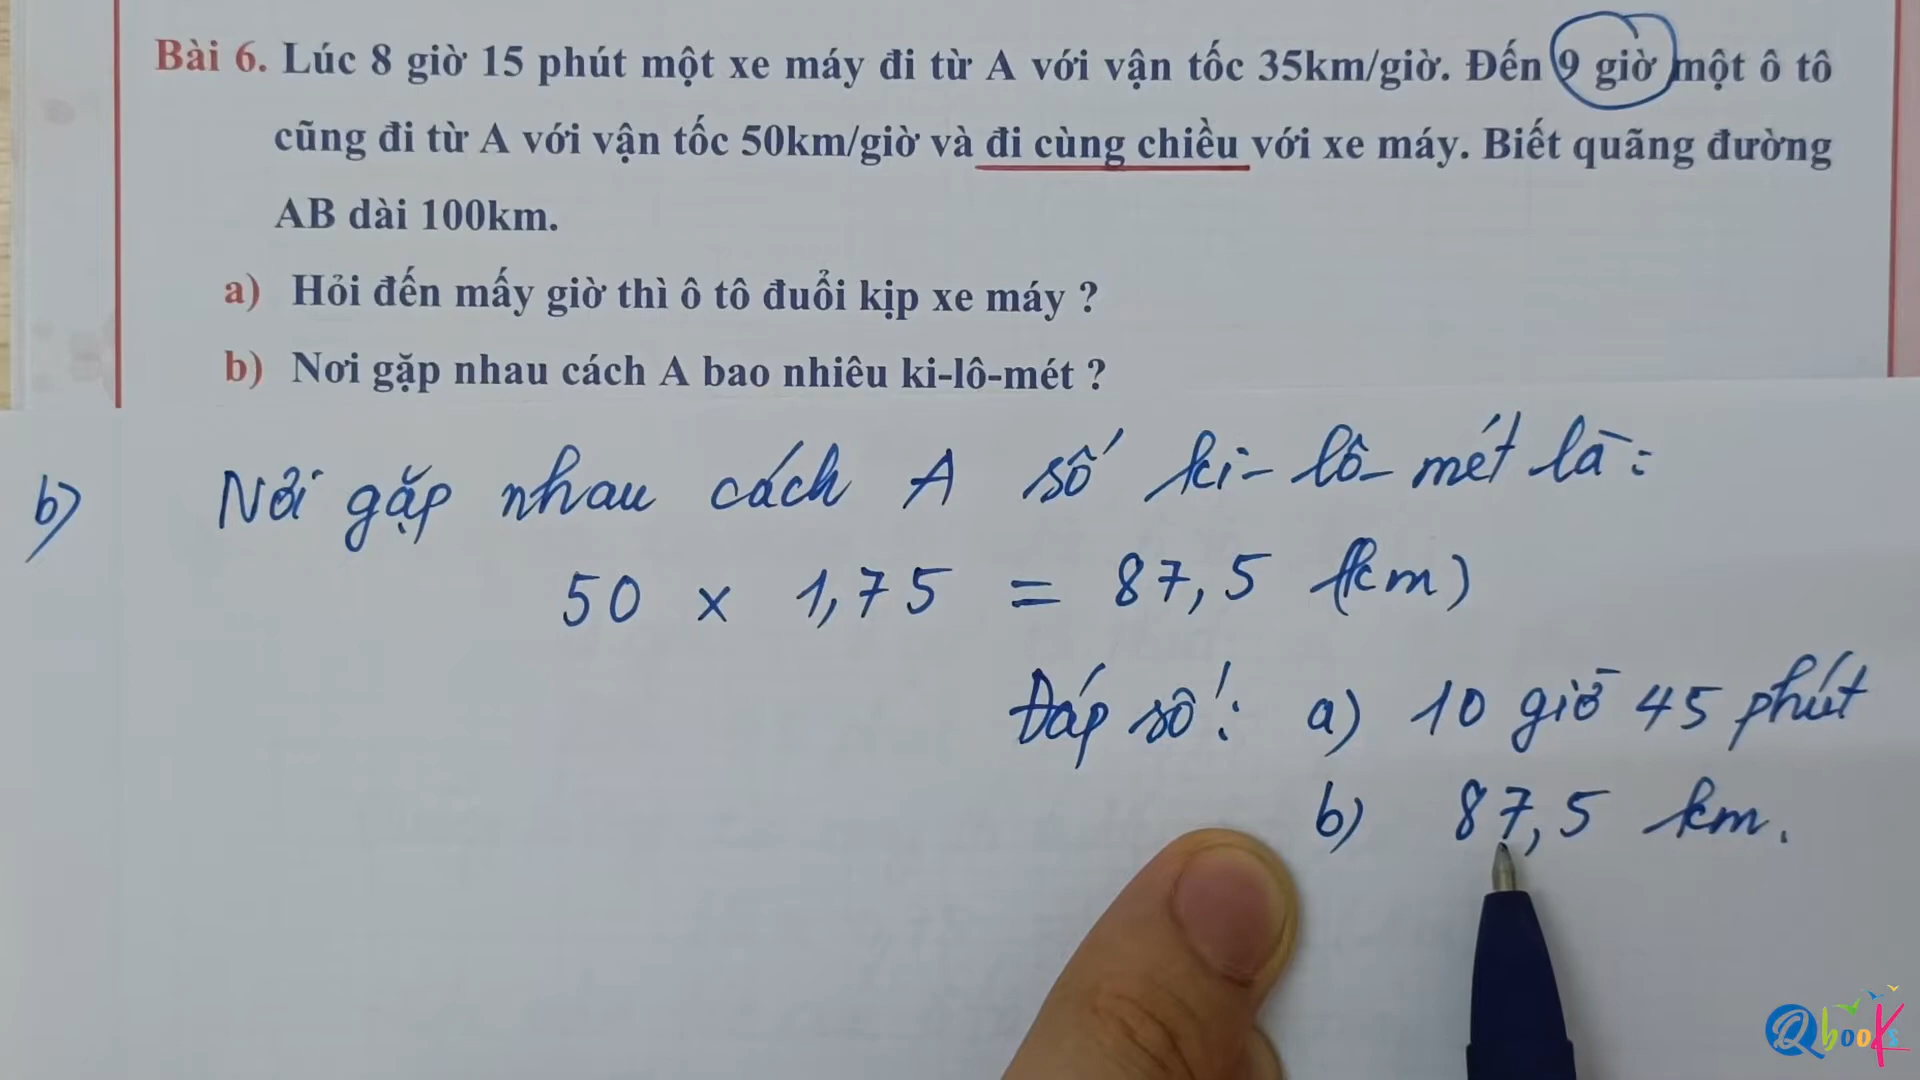 Bài 6. Lúc 8 giờ 15 phút một xe máy đi từ A với vận tốc 35km/giờ. Đến 9 giờ một ô tô
cũng đi từ A với vận tốc 50km/giờ và đi cùng chiều với xe máy. Biết quãng đường
AB dài 100km.
a) Hỏi đến mấy giờ thì ô tô đuổi kịp xe máy ?
b) Nơi gặp nhau cách A bao nhiêu ki-lô-mét ?
b) Nơi gặp nhau cách A số ki-lô-mét là:
50 x 1,75 = 87,5 (km)
Đáp số: a) 10 giờ 45 phút
b) 87,5 km.
Qbooks